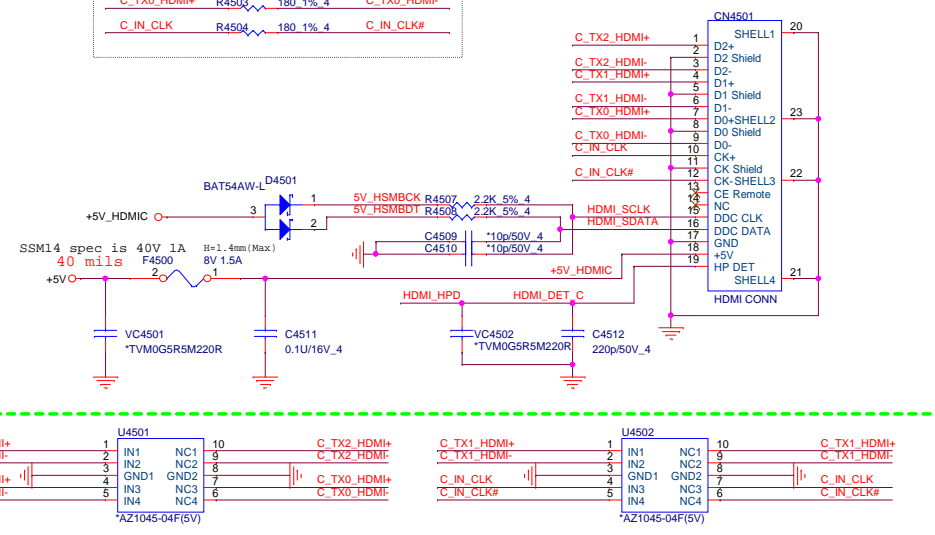 C_TX0_HDMI+ R4503 180_1%_4 C_TX0_HDMI-
C_IN_CLK R4504 180_1%_4 C_IN_CLK#
CN4501
SHELL1 20
C_TX2_HDMI+ 1 D2+
2 D2 Shield
C_TX2_HDMI- 3 D2-
C_TX1_HDMI+ 4 D1+
5 D1 Shield
C_TX1_HDMI- 6 D1-
C_TX0_HDMI+ 7 D0+ SHELL2 23
8 D0 Shield
C_TX0_HDMI- 9 D0-
C_IN_CLK 10 CK+
11 CK Shield
C_IN_CLK# 12 CK- SHELL3 22
13 CE Remote
14 NC
HDMI_SCLK 15 DDC CLK
HDMI_SDATA 16 DDC DATA
17 GND
+5V_HDMIC 18 +5V
19 HP DET
SHELL4 21
HDMI CONN
BAT54AW-L D4501
+5V_HDMIC 3 1 2
5V_HSMBCK R4507 2.2K_5%_4
5V_HSMBDT R4508 2.2K_5%_4
C4509 *10p/50V_4
C4510 *10p/50V_4
SSM14 spec is 40V 1A H=1.4mm(Max)
40 mils F4500 8V 1.5A
+5V 2 1
HDMI_HPD HDMI_DET_C
VC4501
*TVM0G5R5M220R
C4511
0.1U/16V_4
VC4502
*TVM0G5R5M220R
C4512
220p/50V_4
U4501
1 IN1 NC1 10 C_TX2_HDMI+
2 IN2 NC2 9 C_TX2_HDMI-
3 GND1 GND2 8
4 IN3 NC3 7 C_TX0_HDMI+
5 IN4 NC4 6 C_TX0_HDMI-
*AZ1045-04F(5V)
U4502
C_TX1_HDMI+ 1 IN1 NC1 10 C_TX1_HDMI+
C_TX1_HDMI- 2 IN2 NC2 9 C_TX1_HDMI-
3 GND1 GND2 8
C_IN_CLK 4 IN3 NC3 7 C_IN_CLK
C_IN_CLK# 5 IN4 NC4 6 C_IN_CLK#
*AZ1045-04F(5V)